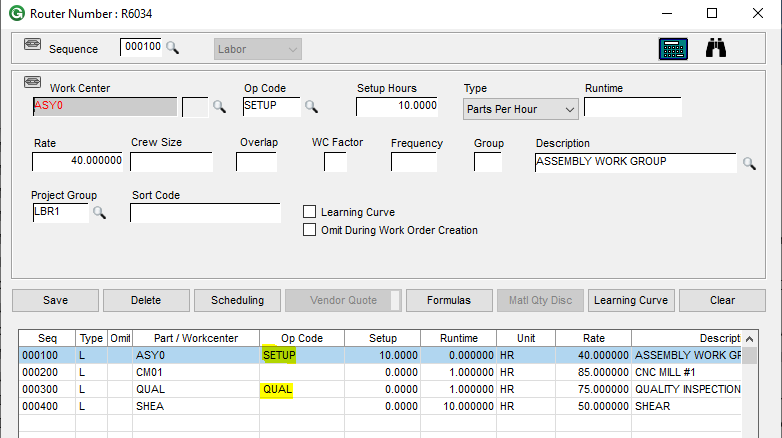 Router Number : R6034
Sequence 000100 Labor
Work Center Op Code Setup Hours Type Runtime
ASY0 SETUP 10.0000 Parts Per Hour
Rate Crew Size Overlap WC Factor Frequency Group Description
40.000000 ASSEMBLY WORK GROUP
Project Group Sort Code
LBR1 Learning Curve
Omit During Work Order Creation
Save Delete Scheduling Vendor Quote Formulas Matl Qty Disc Learning Curve Clear
Seq Type Omit Part / Workcenter Op Code Setup Runtime Unit Rate Descript
000100 L ASY0 SETUP 10.0000 0.000000 HR 40.000000 ASSEMBLY WORK GR
000200 L CM01 0.0000 1.000000 HR 85.000000 CNC MILL #1
000300 L QUAL QUAL 0.0000 1.000000 HR 75.000000 QUALITY INSPECTION
000400 L SHEA 0.0000 10.000000 HR 50.000000 SHEAR